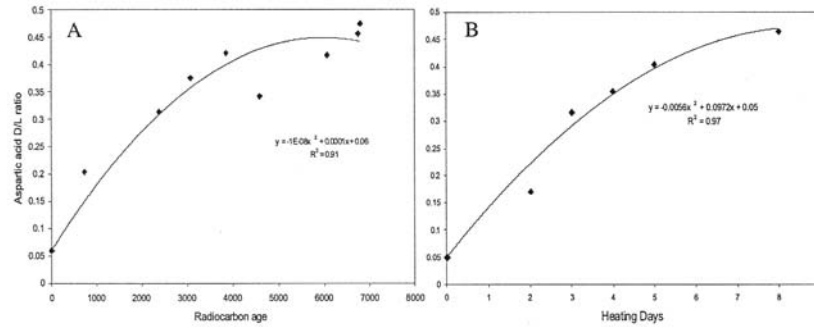 A
B
0.5
0.45
0.4
0.35
0.3
0.25
0.2
0.15
0.1
0.05
0
Aspartic acid D/L ratio
y = -1E-08x² + 0.0001x + 0.06
R² = 0.91
0 1000 2000 3000 4000 5000 6000 7000 8000
Radiocarbon age
0.5
0.45
0.4
0.35
0.3
0.25
0.2
0.15
0.1
0.05
0
y = -0.0056x² + 0.0972x + 0.05
R² = 0.97
0 1 2 3 4 5 6 7 8
Heating Days